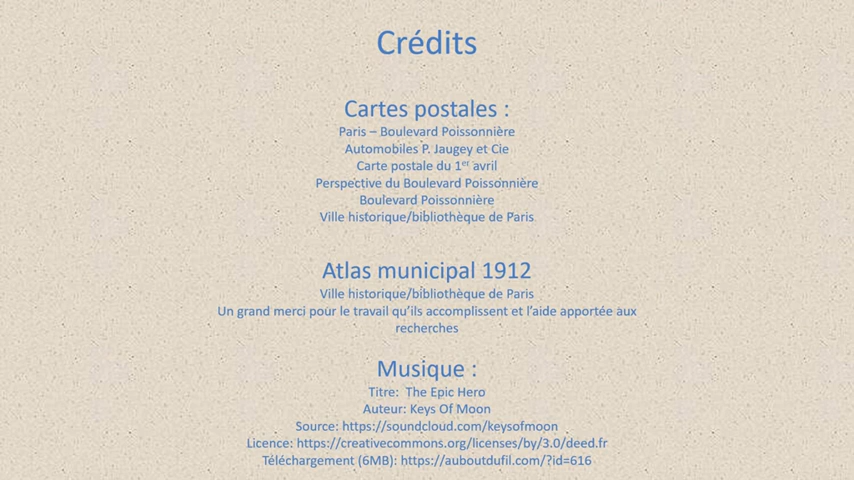 Crédits
Cartes postales :
Paris – Boulevard Poissonnière
Automobiles P. Jaugey et Cie
Carte postale du 1er avril
Perspective du Boulevard Poissonnière
Boulevard Poissonnière
Ville historique/bibliothèque de Paris
Atlas municipal 1912
Ville historique/bibliothèque de Paris
Un grand merci pour le travail qu’ils accomplissent et l’aide apportée aux
recherches
Musique :
Titre:  The Epic Hero
Auteur: Keys Of Moon
Source: https://soundcloud.com/keysofmoon
Licence: https://creativecommons.org/licenses/by/3.0/deed.fr
Téléchargement (6MB): https://auboutdufil.com/?id=616